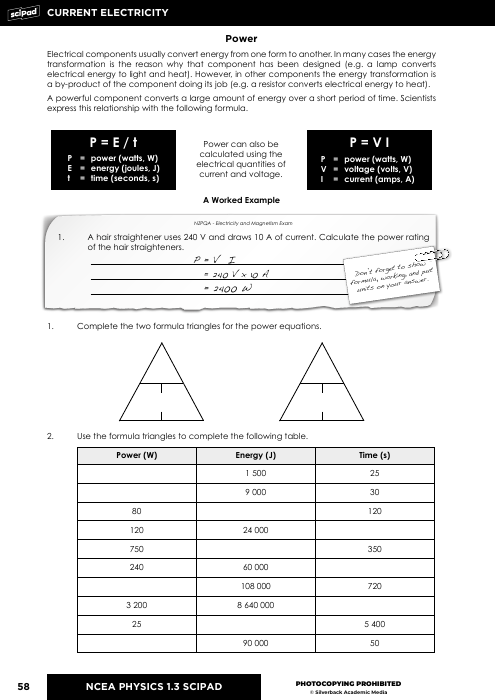 scipad CURRENT ELECTRICITY
Power
Electrical components usually convert energy from one form to another. In many cases the energy
transformation is the reason why that component has been designed (e.g. a lamp converts
electrical energy to light and heat). However, in other components the energy transformation is
a by-product of the component doing its job (e.g. a resistor converts electrical energy to heat).
A powerful component converts a large amount of energy over a short period of time. Scientists
express this relationship with the following formula.
P = E / t
P = power (watts, W)
E = energy (joules, J)
t = time (seconds, s)
Power can also be
calculated using the
electrical quantities of
current and voltage.
P = V I
P = power (watts, W)
V = voltage (volts, V)
I = current (amps, A)
A Worked Example
NZPQA - Electricity and Magnetism Exam
1. A hair straightener uses 240 V and draws 10 A of current. Calculate the power rating
of the hair straighteners.
P = V I
= 240 V x 10 A
= 2400 W
Don't forget to show
formula, working and put
units on your answer.
1. Complete the two formula triangles for the power equations.
2. Use the formula triangles to complete the following table.
Power (W) Energy (J) Time (s)
1 500 25
9 000 30
80 120
120 24 000
750 350
240 60 000
108 000 720
3 200 8 640 000
25 5 400
90 000 50
58 NCEA PHYSICS 1.3 SCIPAD PHOTOCOPYING PROHIBITED
© Silverback Academic Media